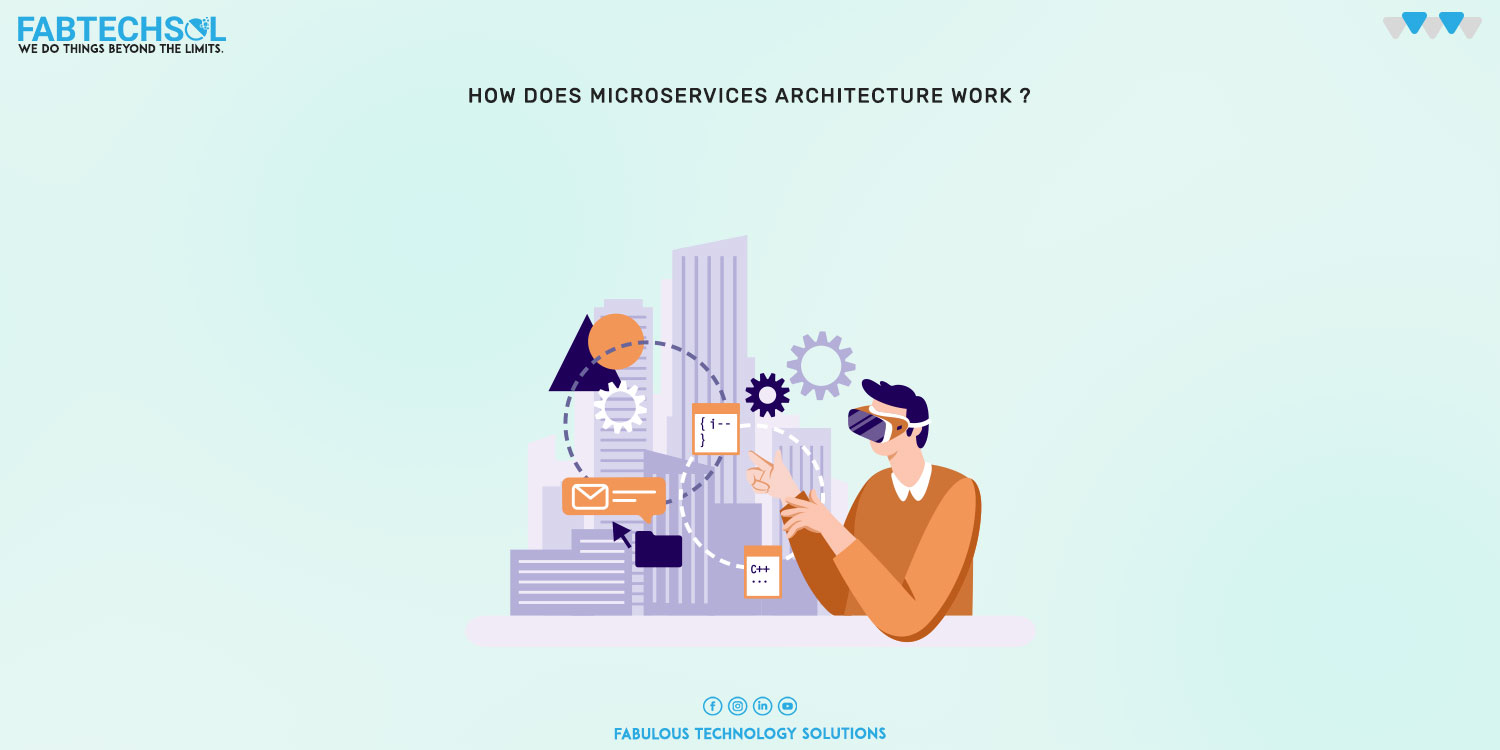 FABTECHSOL
WE DO THINGS BEYOND THE LIMITS.
HOW DOES MICROSERVICES ARCHITECTURE WORK ?
{ i--
}
C++
...
FABULOUS TECHNOLOGY SOLUTIONS